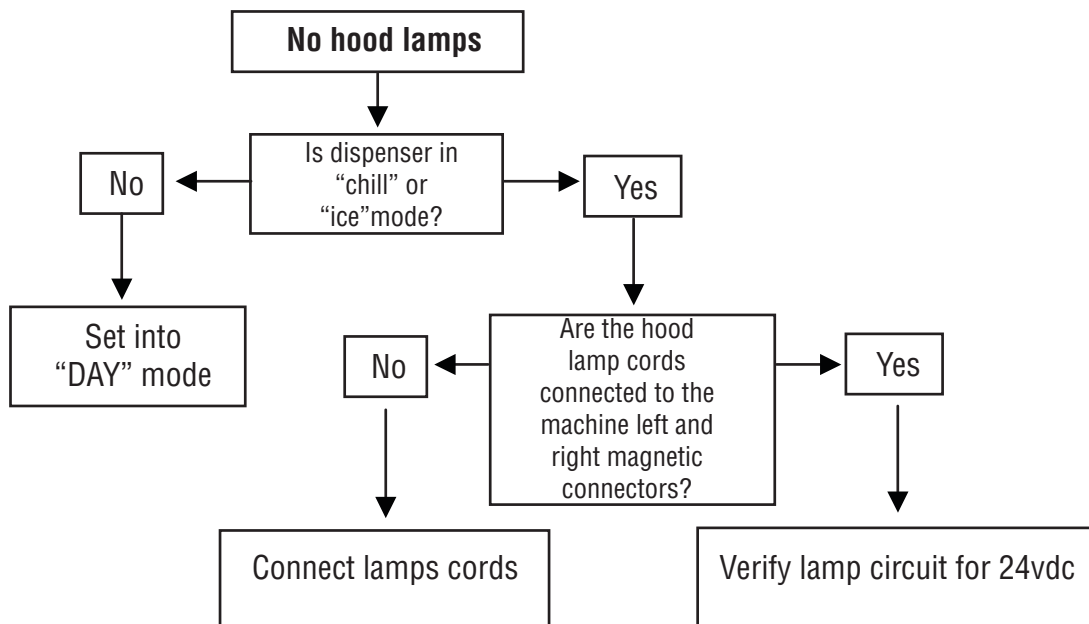 No hood lamps
Is dispenser in
“chill” or
“ice”mode?
No
Yes
Set into
“DAY” mode
Are the hood
lamp cords
connected to the
machine left and
right magnetic
connectors?
No
Yes
Connect lamps cords
Verify lamp circuit for 24vdc